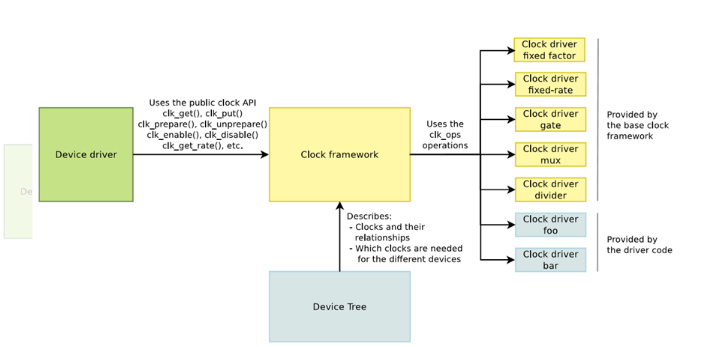 Uses the public clock API
clk_get(), clk_put()
clk_prepare(), clk_unprepare()
clk_enable(), clk_disable()
clk_get_rate(), etc.
De
Device driver
Clock framework
Uses the
clk_ops
operations
Clock driver
fixed factor
Clock driver
fixed-rate
Clock driver
gate
Clock driver
mux
Clock driver
divider
Clock driver
foo
Clock driver
bar
Provided by
the base clock
framework
Provided by
the driver code
Describes:
- Clocks and their
relationships
- Which clocks are needed
for the different devices
Device Tree